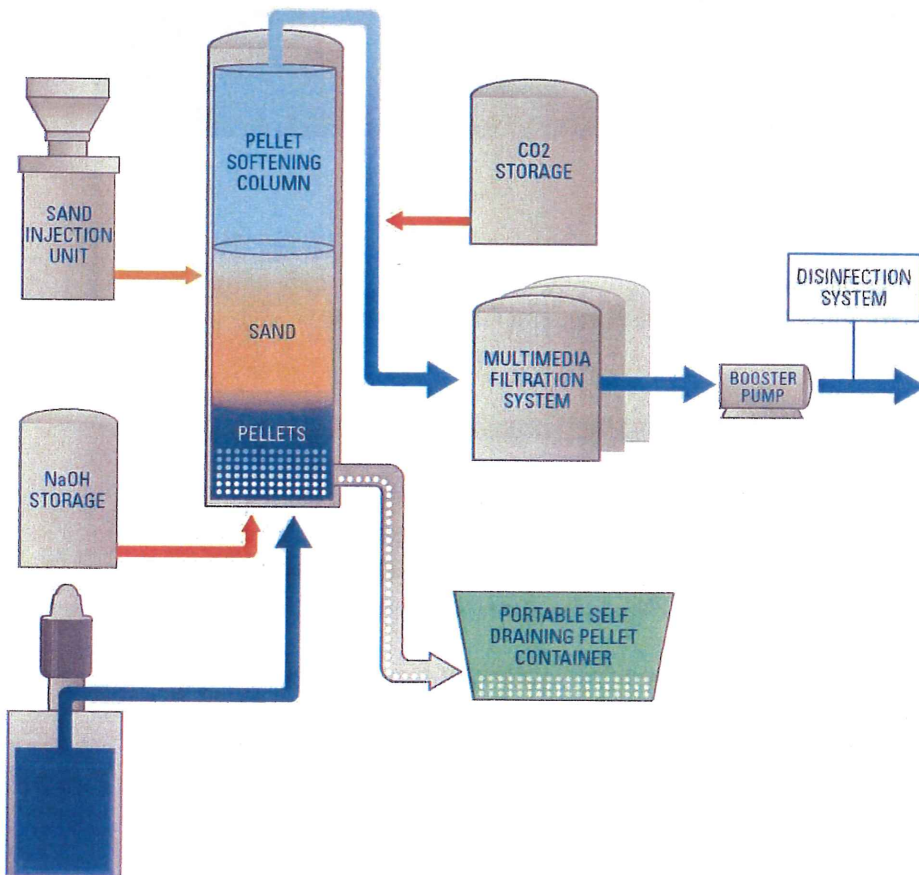 PELLET
SOFTENING
COLUMN
CO2
STORAGE
SAND
INJECTION
UNIT
DISINFECTION
SYSTEM
SAND
MULTIMEDIA
FILTRATION
SYSTEM
BOOSTER
PUMP
PELLETS
NaOH
STORAGE
PORTABLE SELF
DRAINING PELLET
CONTAINER